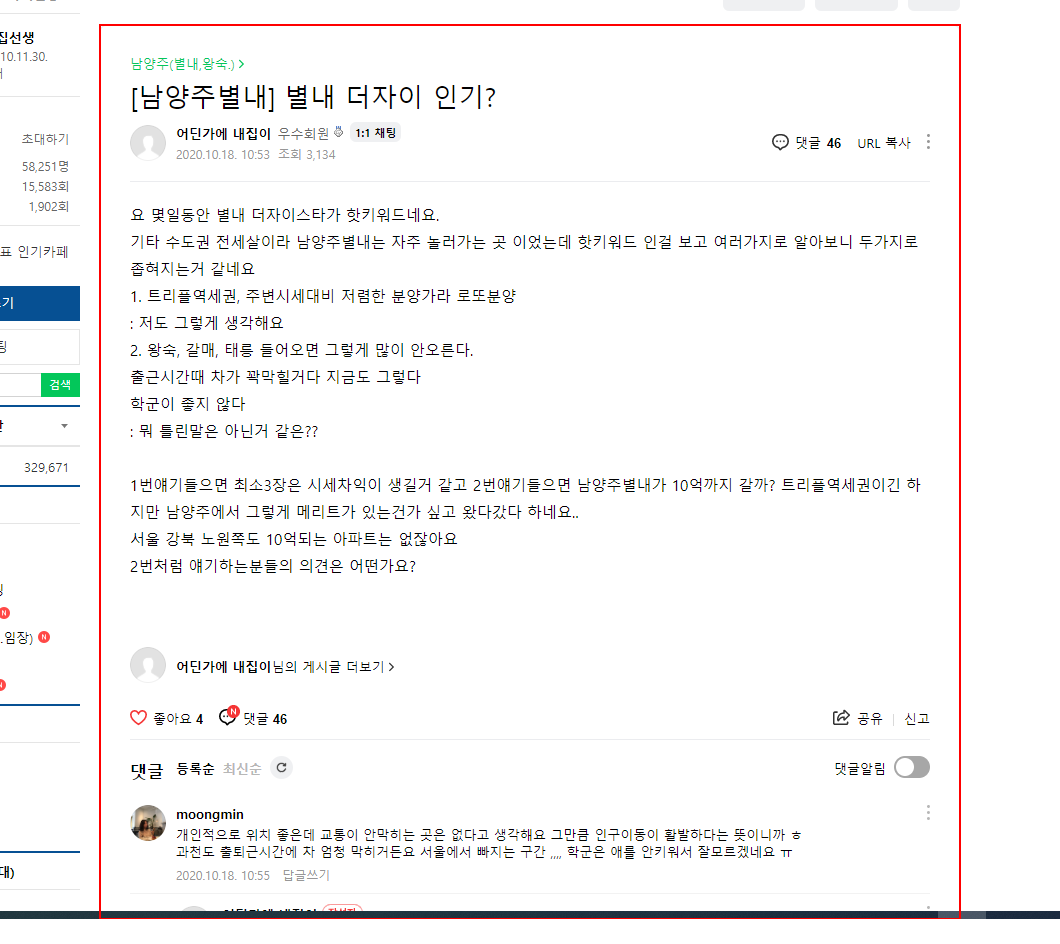 집선생
10.11.30.
초대하기
58,251명
15,583회
1,902회
표 인기카페
기
팅
검색
329,671
.임장) N
대)
남양주(별내,왕숙.) >
[남양주별내] 별내 더자이 인기?
어딘가에 내집이 우수회원 1:1 채팅
2020.10.18. 10:53 조회 3,134
댓글 46 URL 복사
요 몇일동안 별내 더자이스타가 핫키워드네요.
기타 수도권 전세살이라 남양주별내는 자주 놀러가는 곳 이었는데 핫키워드 인걸 보고 여러가지로 알아보니 두가지로
좁혀지는거 같네요
1. 트리플역세권, 주변시세대비 저렴한 분양가라 로또분양
: 저도 그렇게 생각해요
2. 왕숙, 갈매, 태릉 들어오면 그렇게 많이 안오른다.
출근시간때 차가 꽉막힐거다 지금도 그렇다
학군이 좋지 않다
: 뭐 틀린말은 아닌거 같은??
1번얘기들으면 최소3장은 시세차익이 생길거 같고 2번얘기들으면 남양주별내가 10억까지 갈까? 트리플역세권이긴 하
지만 남양주에서 그렇게 메리트가 있는건가 싶고 왔다갔다 하네요..
서울 강북 노원쪽도 10억되는 아파트는 없잖아요
2번처럼 얘기하는분들의 의견은 어떤가요?
어딘가에 내집이님의 게시글 더보기 >
좋아요 4 N 댓글 46
공유 신고
댓글 등록순 최신순
댓글알림
moongmin
개인적으로 위치 좋은데 교통이 안막히는 곳은 없다고 생각해요 그만큼 인구이동이 활발하다는 뜻이니까 ㅎ
과천도 출퇴근시간에 차 엄청 막히거든요 서울에서 빠지는 구간 ,,,, 학군은 애를 안키워서 잘모르겠네요 ㅠ
2020.10.18. 10:55 답글쓰기